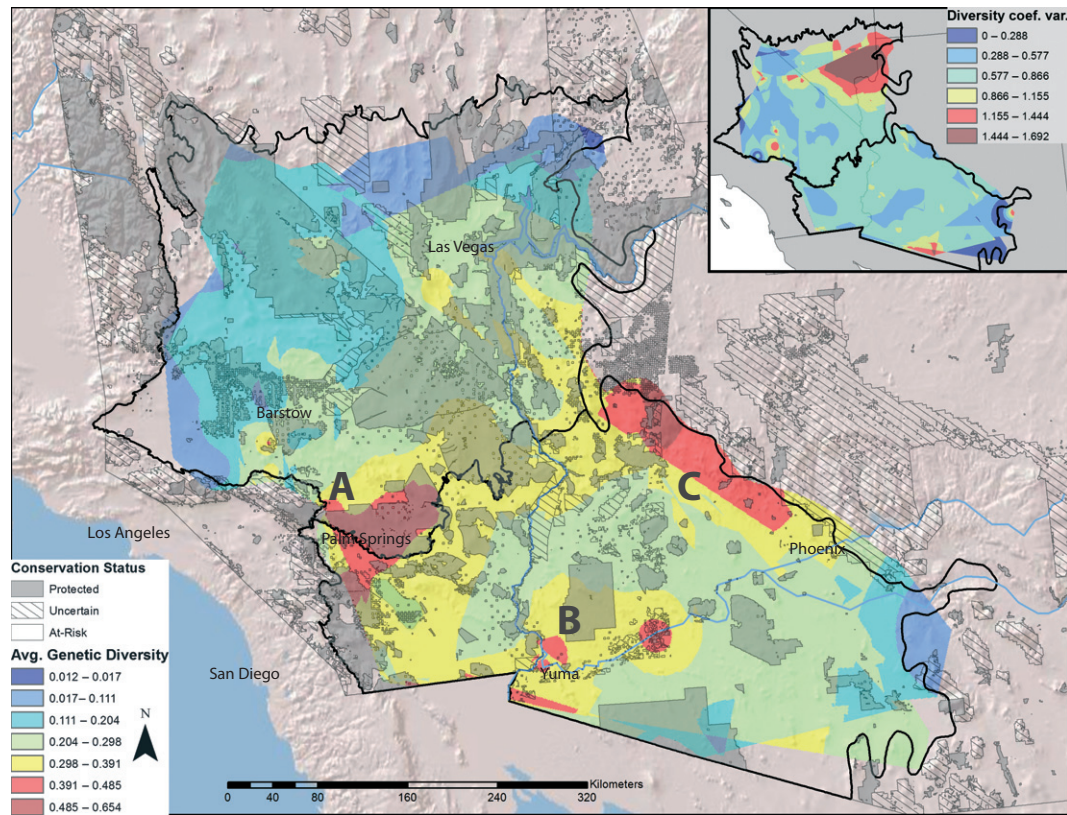 Diversity coef. var.
0 – 0.288
0.288 – 0.577
0.577 – 0.866
0.866 – 1.155
1.155 – 1.444
1.444 – 1.692
Las Vegas
Barstow
A
C
Los Angeles
Palm Springs
Phoenix
B
San Diego
Yuma
Conservation Status
Protected
Uncertain
At-Risk
Avg. Genetic Diversity
0.012 – 0.017
0.017– 0.111
0.111 – 0.204
0.204 – 0.298
0.298 – 0.391
0.391 – 0.485
0.485 – 0.654
N
Kilometers
0 40 80 160 240 320